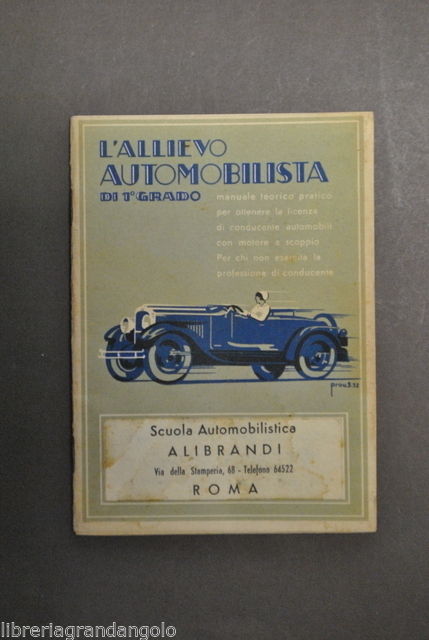 L'ALLIEVO
AUTOMOBILISTA
DI 1° GRADO
manuale teorico pratico
per ottenere la licenza
di conducente automobili
con motore a scoppio
Per chi non esercita la
professione di conducente
Scuola Automobilistica
ALIBRANDI
Via della Stamperia, 68 - Telefono 64522
ROMA
libreriagrandangolo